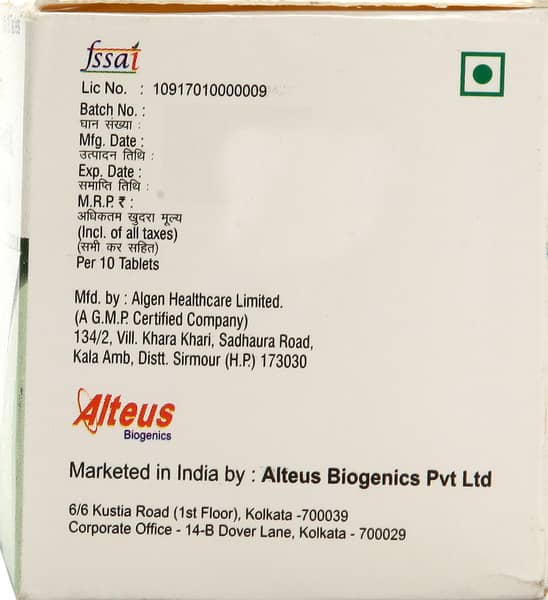 fssai
Lic No. : 10917010000009
Batch No. :
घान संख्या :
Mfg. Date :
उत्पादन तिथि :
Exp. Date :
समाप्ति तिथि :
M.R.P. ₹ :
अधिकतम खुदरा मूल्य
(Incl. of all taxes)
(सभी कर सहित)
Per 10 Tablets
Mfd. by : Algen Healthcare Limited.
(A G.M.P. Certified Company)
134/2, Vill. Khara Khari, Sadhaura Road,
Kala Amb, Distt. Sirmour (H.P.) 173030
Alteus
Biogenics
Marketed in India by : Alteus Biogenics Pvt Ltd
6/6 Kustia Road (1st Floor), Kolkata -700039
Corporate Office - 14-B Dover Lane, Kolkata - 700029